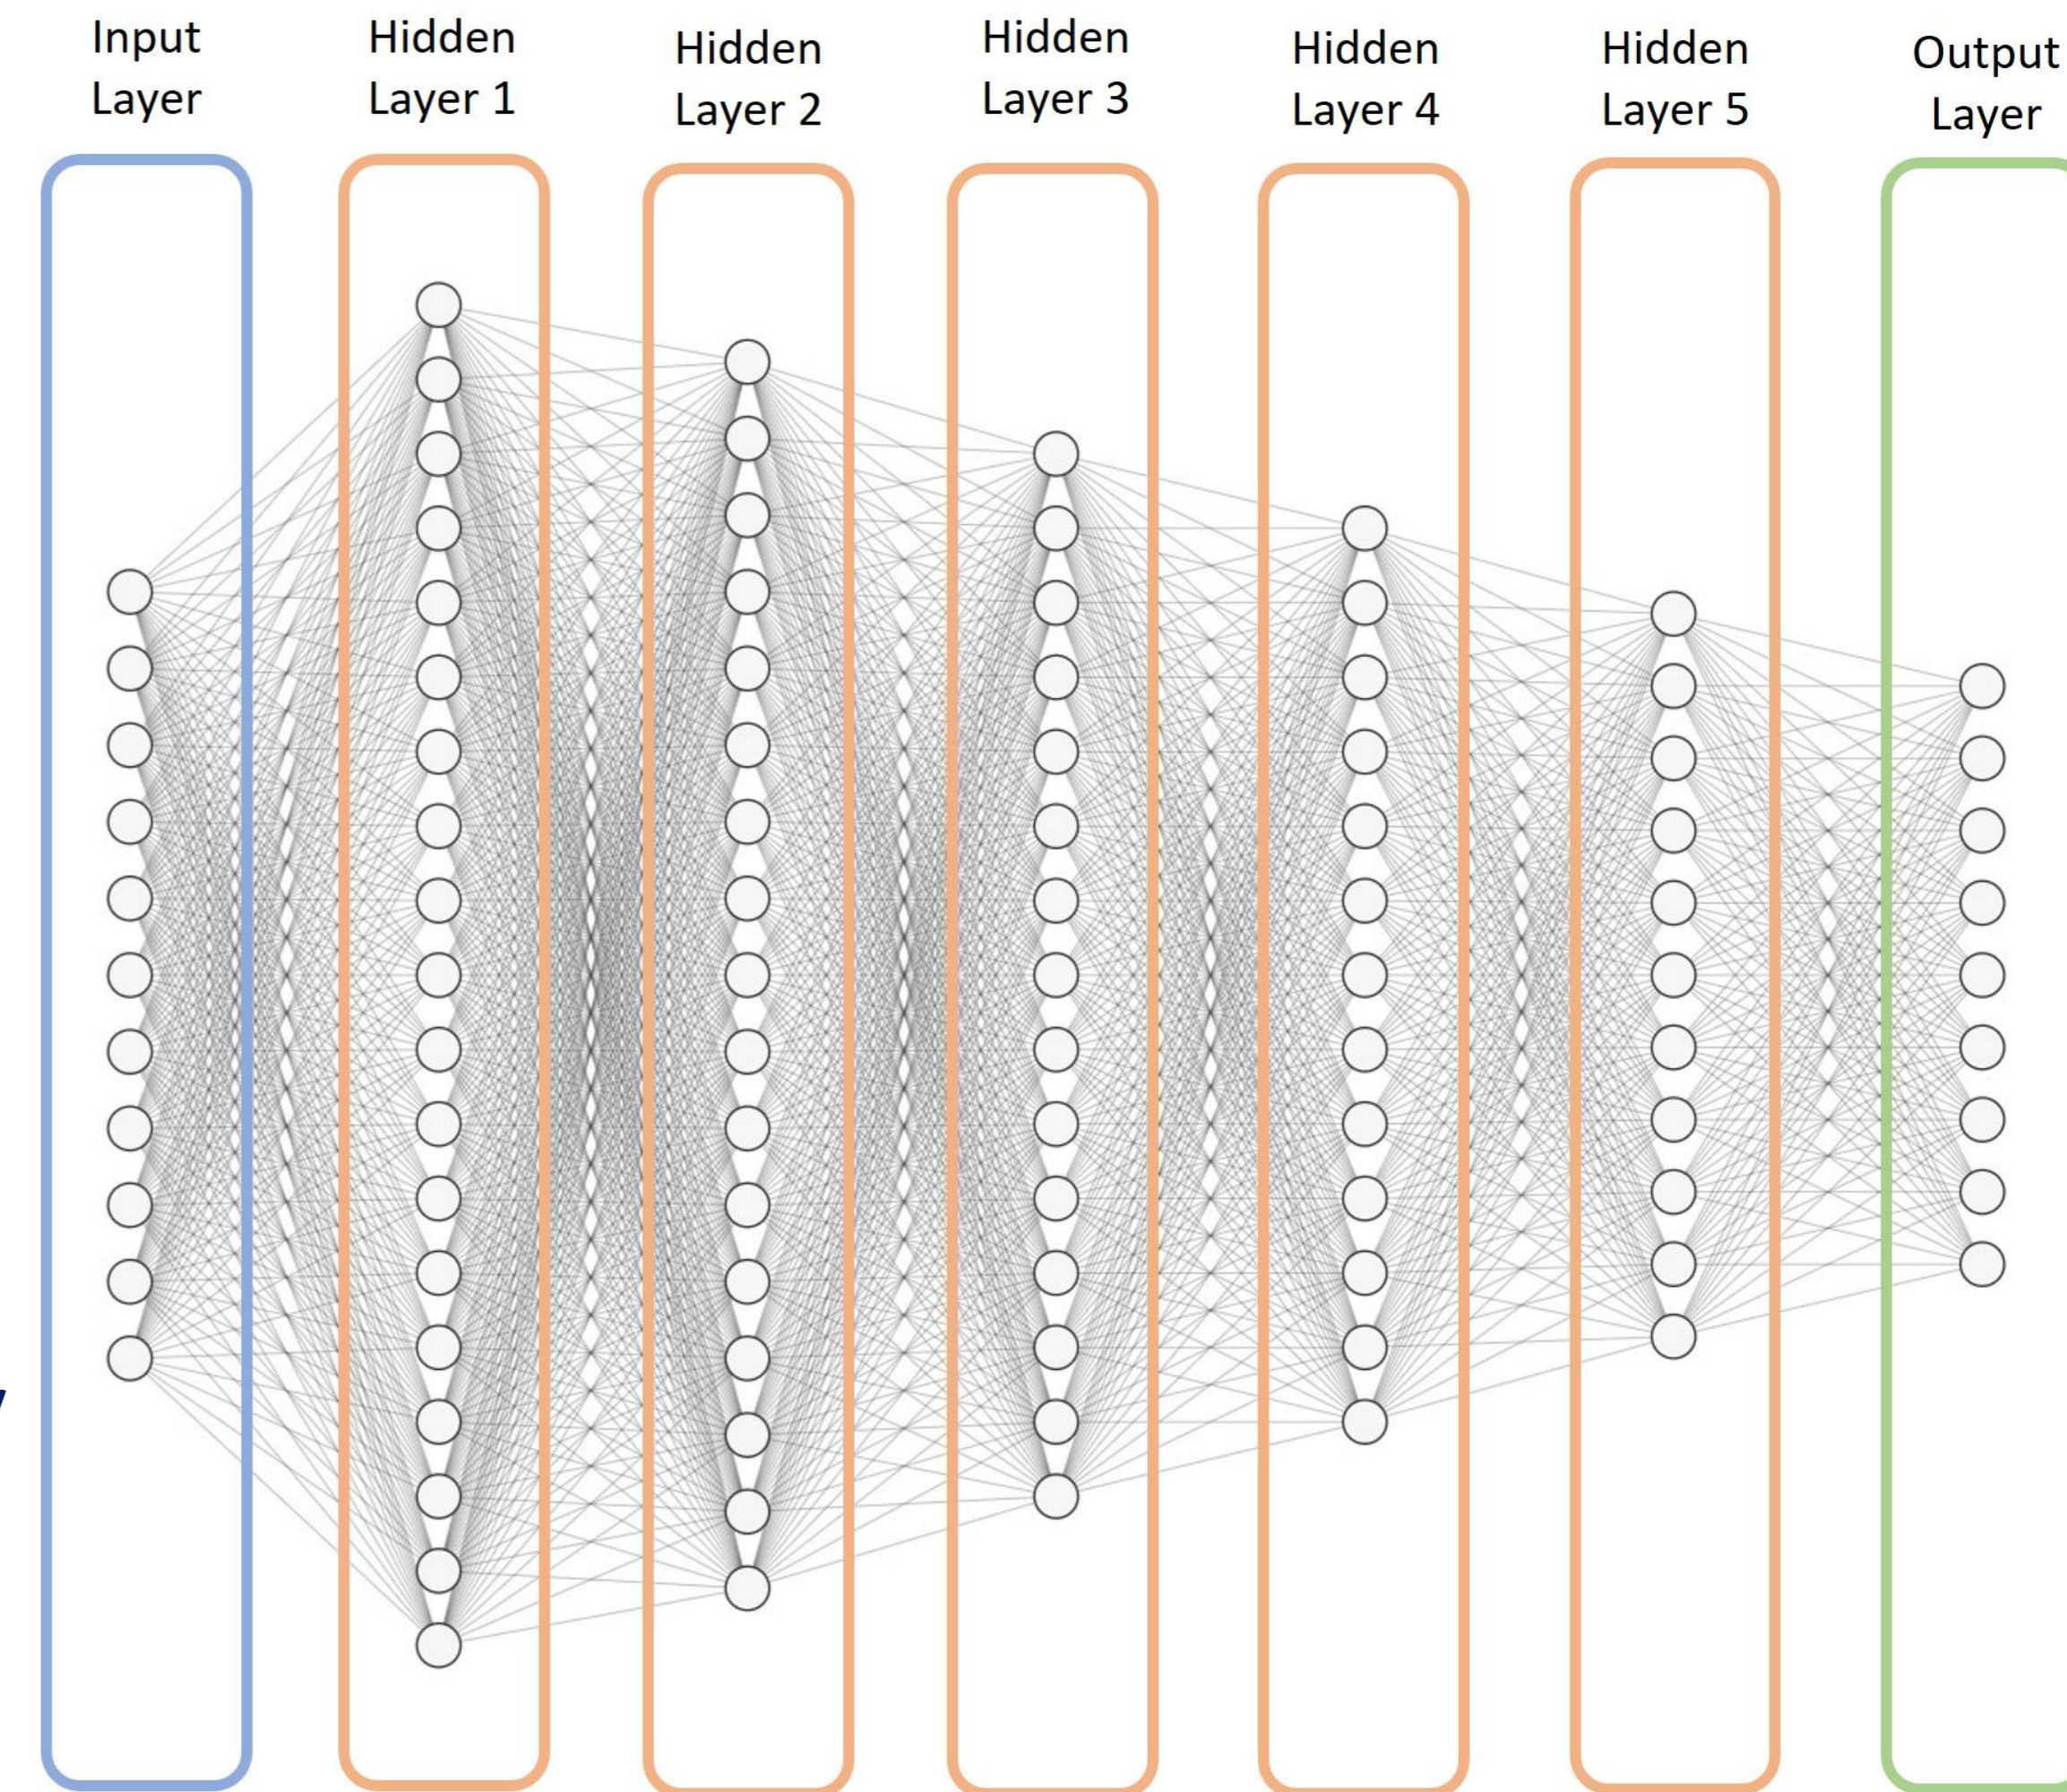 Input
Layer
Hidden
Layer 1
Hidden
Layer 2
Hidden
Layer 3
Hidden
Layer 4
Hidden
Layer 5
Output
Layer